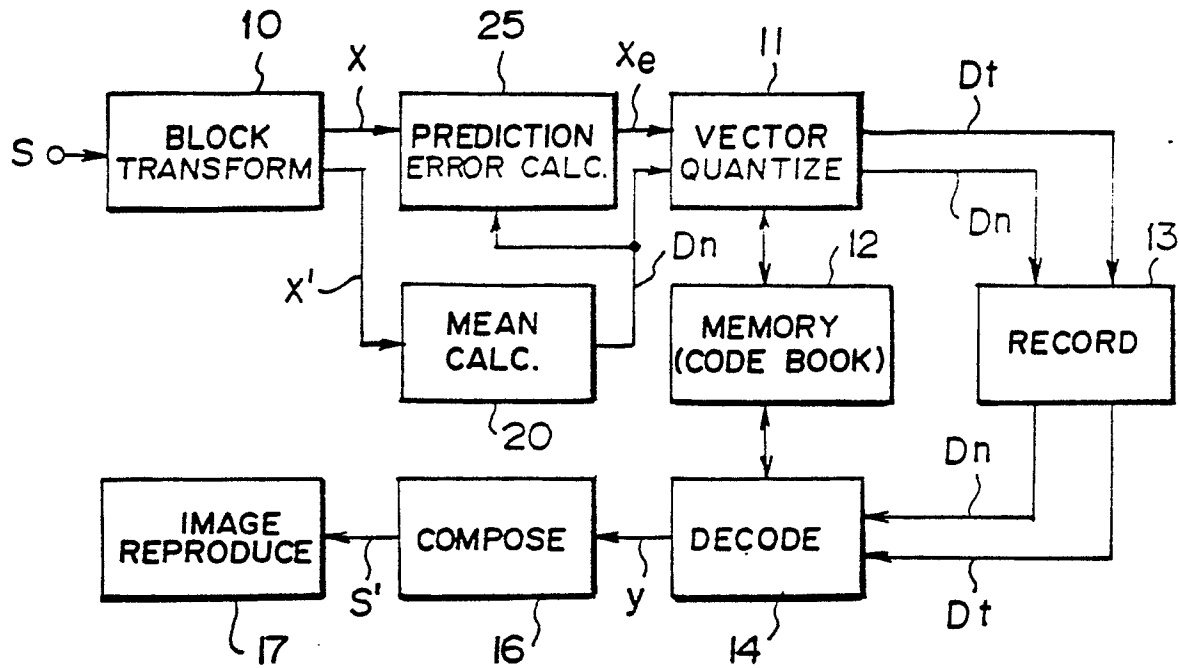 10
25
11
X
Xe
Dt
S
BLOCK
TRANSFORM
PREDICTION
ERROR CALC.
VECTOR
QUANTIZE
Dn
Dn
12
13
X'
MEAN
CALC.
MEMORY
(CODE BOOK)
RECORD
20
Dn
IMAGE
REPRODUCE
COMPOSE
DECODE
S'
y
Dt
17
16
14